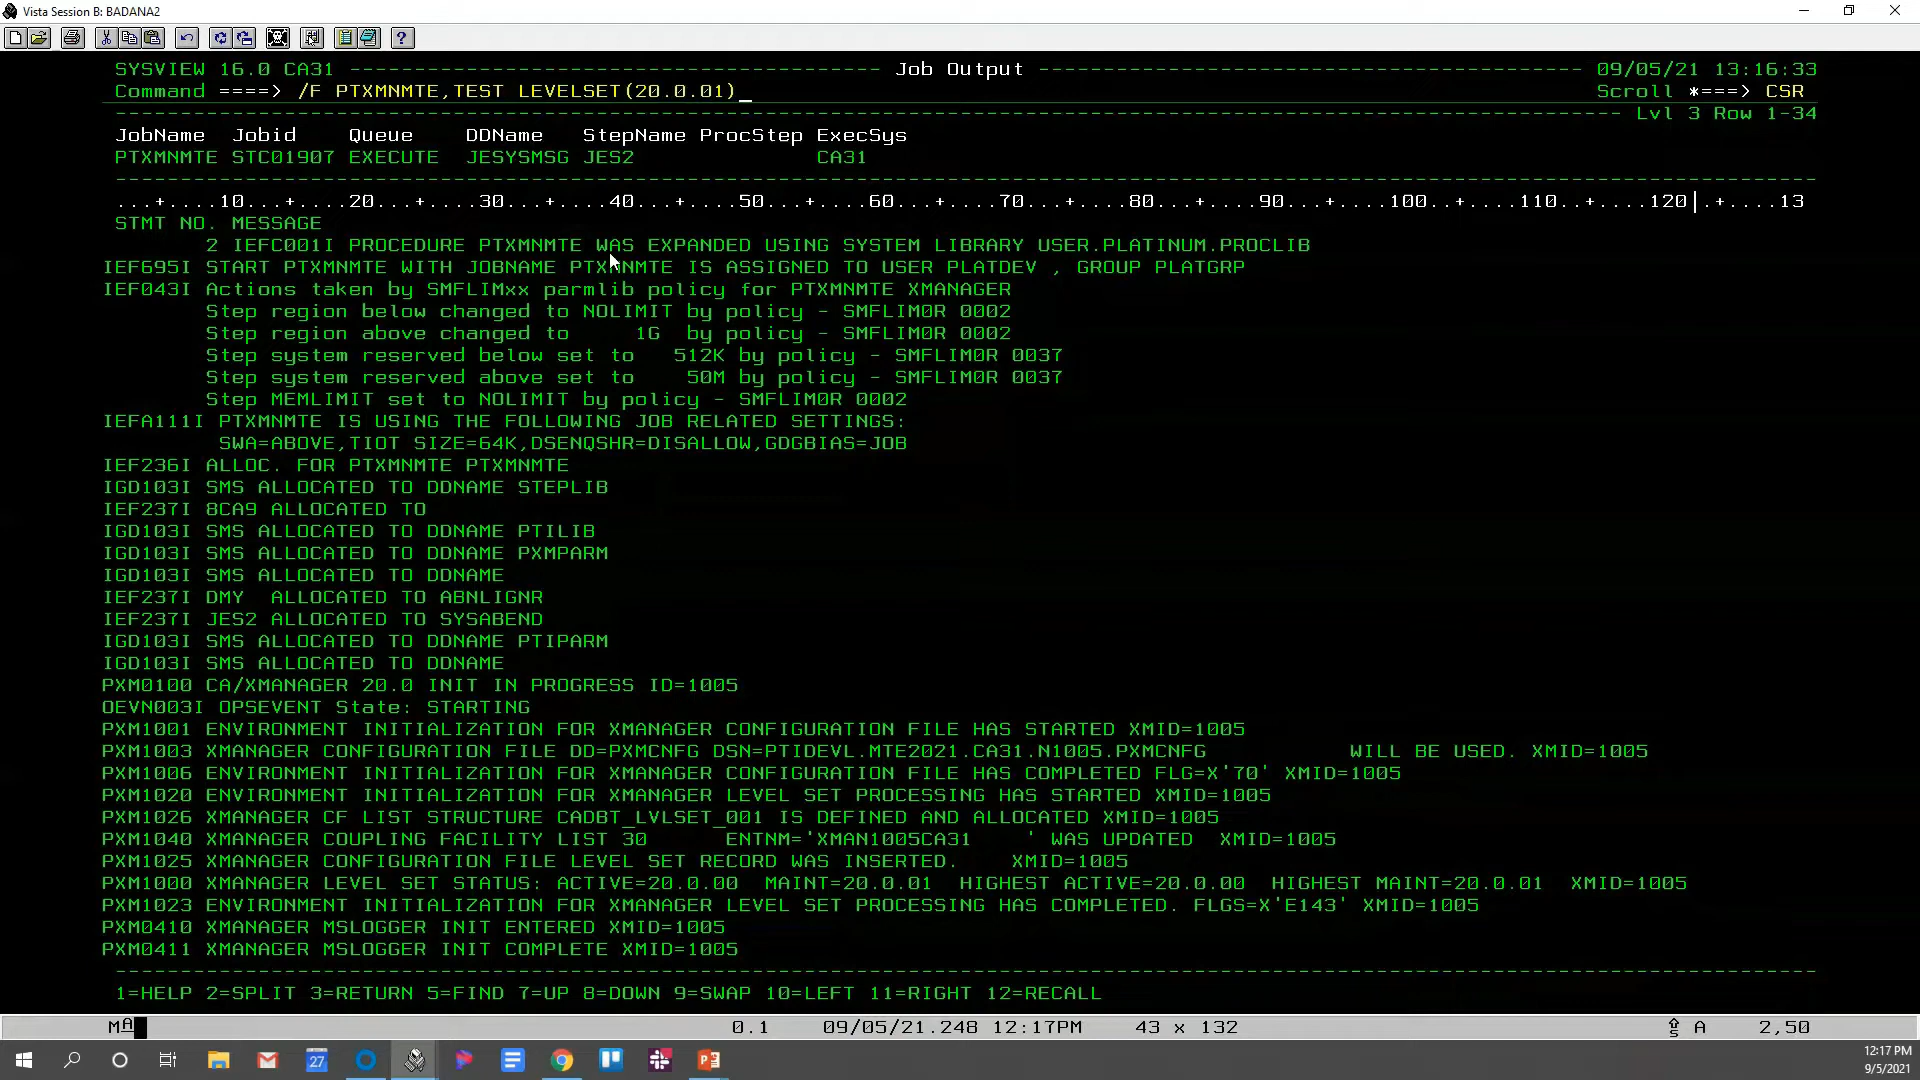 Vista Session B: BADANA2
SYSVIEW 16.0 CA31 ----------------------------------------- Job Output ------------------------------------------ 09/05/21 13:16:33
Command ====> /F PTXMNMTE,TEST LEVELSET(20.0.01)_ Scroll *===> CSR
-------------------------------------------------------------------------------------------------------------------- Lvl 3 Row 1-34
JobName Jobid Queue DDName StepName ProcStep ExecSys
PTXMNMTE STC01907 EXECUTE JESYSMSG JES2 CA31
-----------------------------------------------------------------------------------------------------------------------------------
...+....10...+....20...+....30...+....40...+....50...+....60...+....70...+....80...+....90...+....100..+....110..+....120|.+....13
STMT NO. MESSAGE
2 IEFC001I PROCEDURE PTXMNMTE WAS EXPANDED USING SYSTEM LIBRARY USER.PLATINUM.PROCLIB
IEF695I START PTXMNMTE WITH JOBNAME PTXMNMTE IS ASSIGNED TO USER PLATDEV , GROUP PLATGRP
IEF043I Actions taken by SMFLIMxx parmlib policy for PTXMNMTE XMANAGER
Step region below changed to NOLIMIT by policy - SMFLIM0R 0002
Step region above changed to 1G by policy - SMFLIM0R 0002
Step system reserved below set to 512K by policy - SMFLIM0R 0037
Step system reserved above set to 50M by policy - SMFLIM0R 0037
Step MEMLIMIT set to NOLIMIT by policy - SMFLIM0R 0002
IEFA111I PTXMNMTE IS USING THE FOLLOWING JOB RELATED SETTINGS:
SWA=ABOVE,TIOT SIZE=64K,DSENQSHR=DISALLOW,GDGBIAS=JOB
IEF236I ALLOC. FOR PTXMNMTE PTXMNMTE
IGD103I SMS ALLOCATED TO DDNAME STEPLIB
IEF237I 8CA9 ALLOCATED TO
IGD103I SMS ALLOCATED TO DDNAME PTILIB
IGD103I SMS ALLOCATED TO DDNAME PXMPARM
IGD103I SMS ALLOCATED TO DDNAME
IEF237I DMY ALLOCATED TO ABNLIGNR
IEF237I JES2 ALLOCATED TO SYSABEND
IGD103I SMS ALLOCATED TO DDNAME PTIPARM
IGD103I SMS ALLOCATED TO DDNAME
PXM0100 CA/XMANAGER 20.0 INIT IN PROGRESS ID=1005
OEVN003I OPSEVENT State: STARTING
PXM1001 ENVIRONMENT INITIALIZATION FOR XMANAGER CONFIGURATION FILE HAS STARTED XMID=1005
PXM1003 XMANAGER CONFIGURATION FILE DD=PXMCNFG DSN=PTIDEVL.MTE2021.CA31.N1005.PXMCNFG WILL BE USED. XMID=1005
PXM1006 ENVIRONMENT INITIALIZATION FOR XMANAGER CONFIGURATION FILE HAS COMPLETED FLG=X'70' XMID=1005
PXM1020 ENVIRONMENT INITIALIZATION FOR XMANAGER LEVEL SET PROCESSING HAS STARTED XMID=1005
PXM1026 XMANAGER CF LIST STRUCTURE CADBT_LVLSET_001 IS DEFINED AND ALLOCATED XMID=1005
PXM1040 XMANAGER COUPLING FACILITY LIST 30 ENTNM='XMAN1005CA31 ' WAS UPDATED XMID=1005
PXM1025 XMANAGER CONFIGURATION FILE LEVEL SET RECORD WAS INSERTED. XMID=1005
PXM1000 XMANAGER LEVEL SET STATUS: ACTIVE=20.0.00 MAINT=20.0.01 HIGHEST ACTIVE=20.0.00 HIGHEST MAINT=20.0.01 XMID=1005
PXM1023 ENVIRONMENT INITIALIZATION FOR XMANAGER LEVEL SET PROCESSING HAS COMPLETED. FLGS=X'E143' XMID=1005
PXM0410 XMANAGER MSLOGGER INIT ENTERED XMID=1005
PXM0411 XMANAGER MSLOGGER INIT COMPLETE XMID=1005
-----------------------------------------------------------------------------------------------------------------------------------
1=HELP 2=SPLIT 3=RETURN 5=FIND 7=UP 8=DOWN 9=SWAP 10=LEFT 11=RIGHT 12=RECALL
MA 0.1 09/05/21.248 12:17PM 43 x 132 A 2,50
27
12:17 PM
9/5/2021